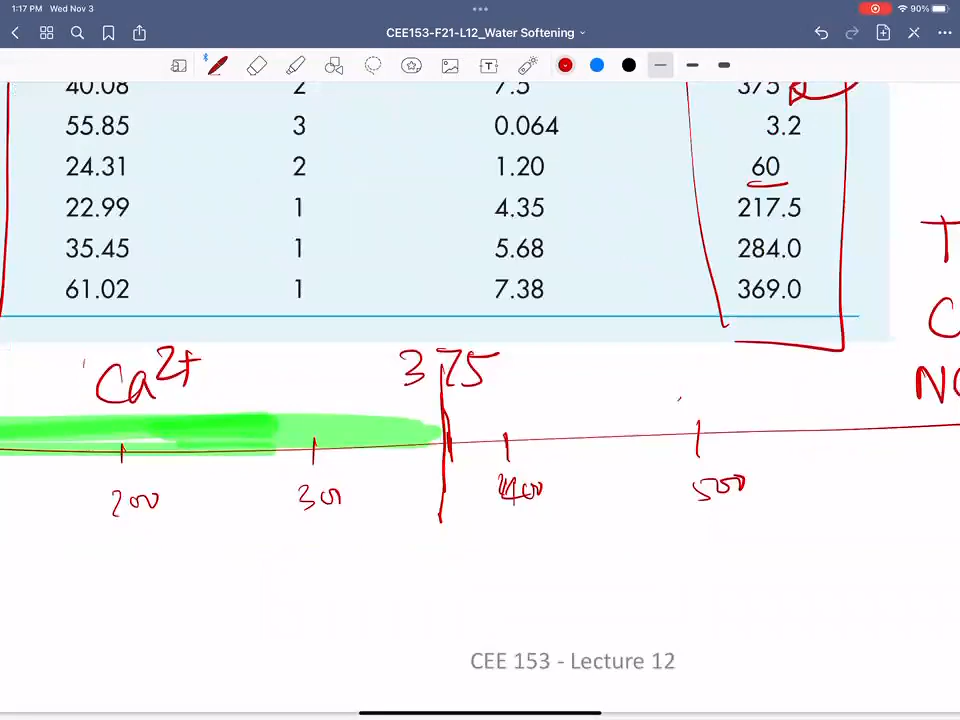 1:17 PM Wed Nov 3
90%
CEE153-F21-L12_Water Softening
40.08 2 7.5 375
55.85 3 0.064 3.2
24.31 2 1.20 60
22.99 1 4.35 217.5
35.45 1 5.68 284.0
61.02 1 7.38 369.0
T
C
NC
Ca2+ 375
200 300 400 500
CEE 153 - Lecture 12